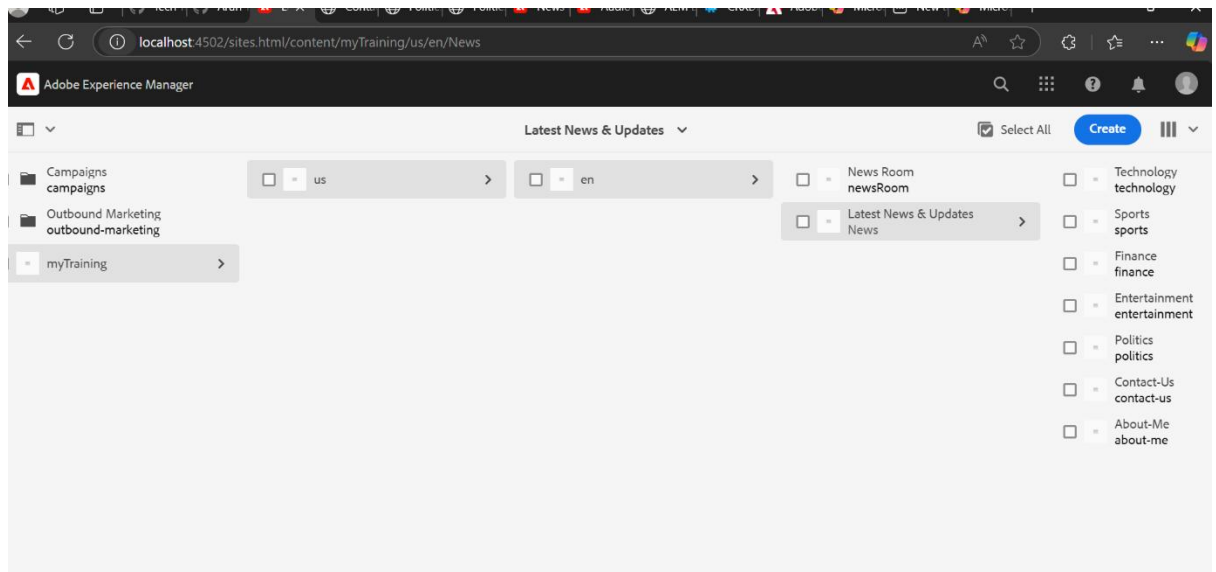 localhost:4502/sites.html/content/myTraining/us/en/News
Adobe Experience Manager
Latest News & Updates
Select All
Create
Campaigns
campaigns
Outbound Marketing
outbound-marketing
myTraining
us
en
News Room
newsRoom
Latest News & Updates
News
Technology
technology
Sports
sports
Finance
finance
Entertainment
entertainment
Politics
politics
Contact-Us
contact-us
About-Me
about-me